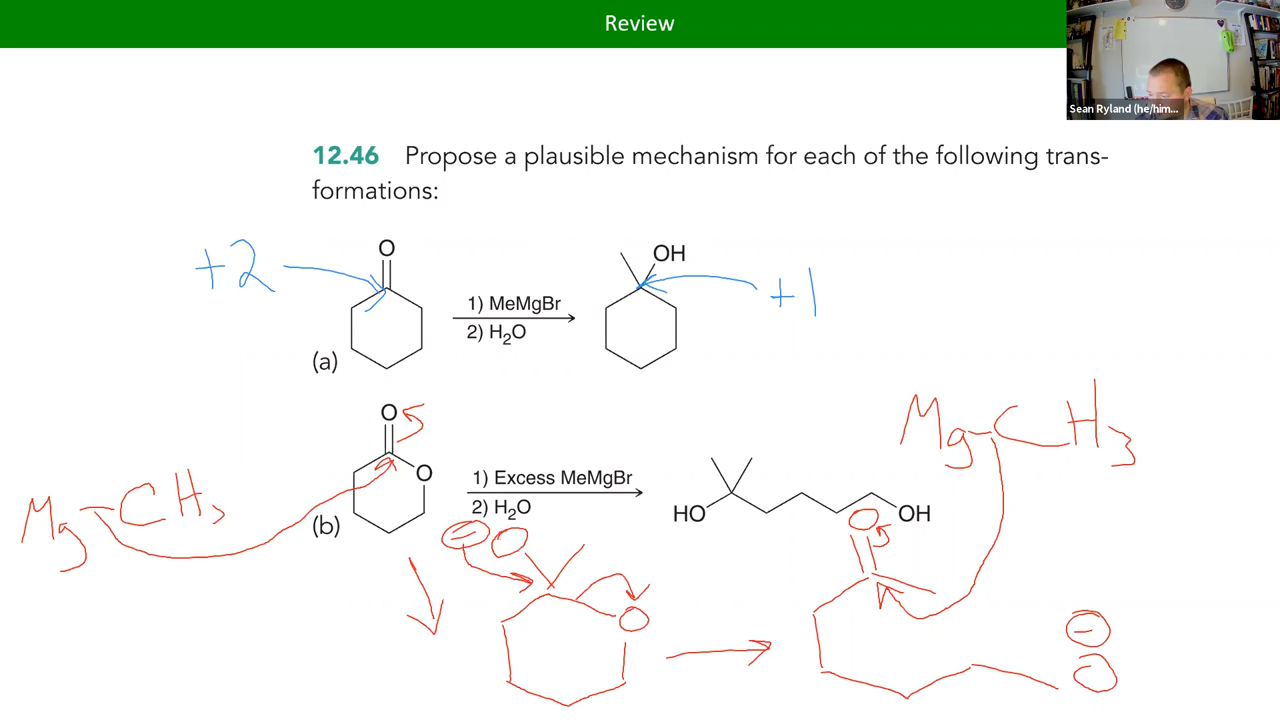 Review
Sean Ryland (he/him...
12.46 Propose a plausible mechanism for each of the following trans-
formations:
+2
O
1) MeMgBr
2) H₂O
OH
+1
(a)
Mg-CH₃
O
O
1) Excess MeMgBr
2) H₂O
HO
OH
Mg-CH₃
(b)
⊖ O
O
O
⊖
O